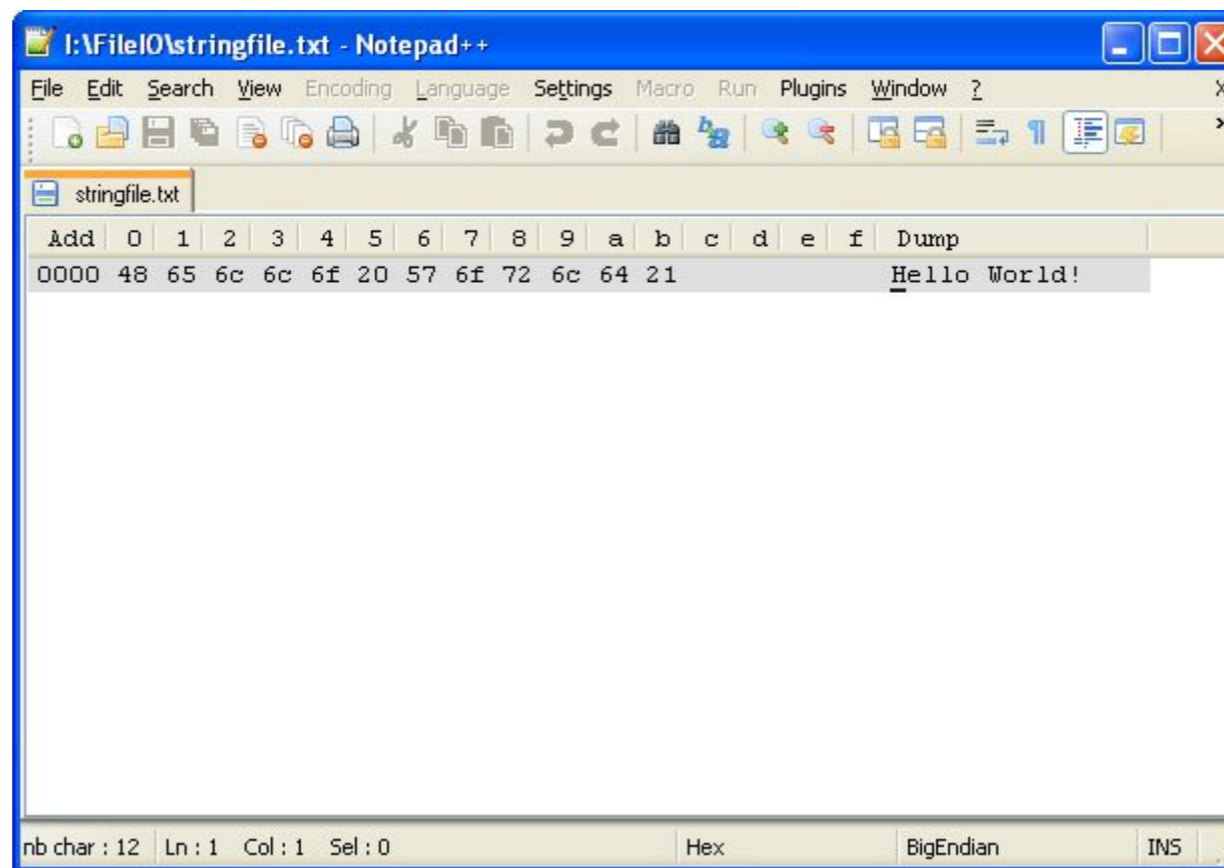 I:\FileIO\stringfile.txt - Notepad++
File Edit Search View Encoding Language Settings Macro Run Plugins Window ?
stringfile.txt
Add 0 1 2 3 4 5 6 7 8 9 a b c d e f Dump
0000 48 65 6c 6c 6f 20 57 6f 72 6c 64 21 Hello World!
nb char : 12 Ln : 1 Col : 1 Sel : 0 Hex BigEndian INS